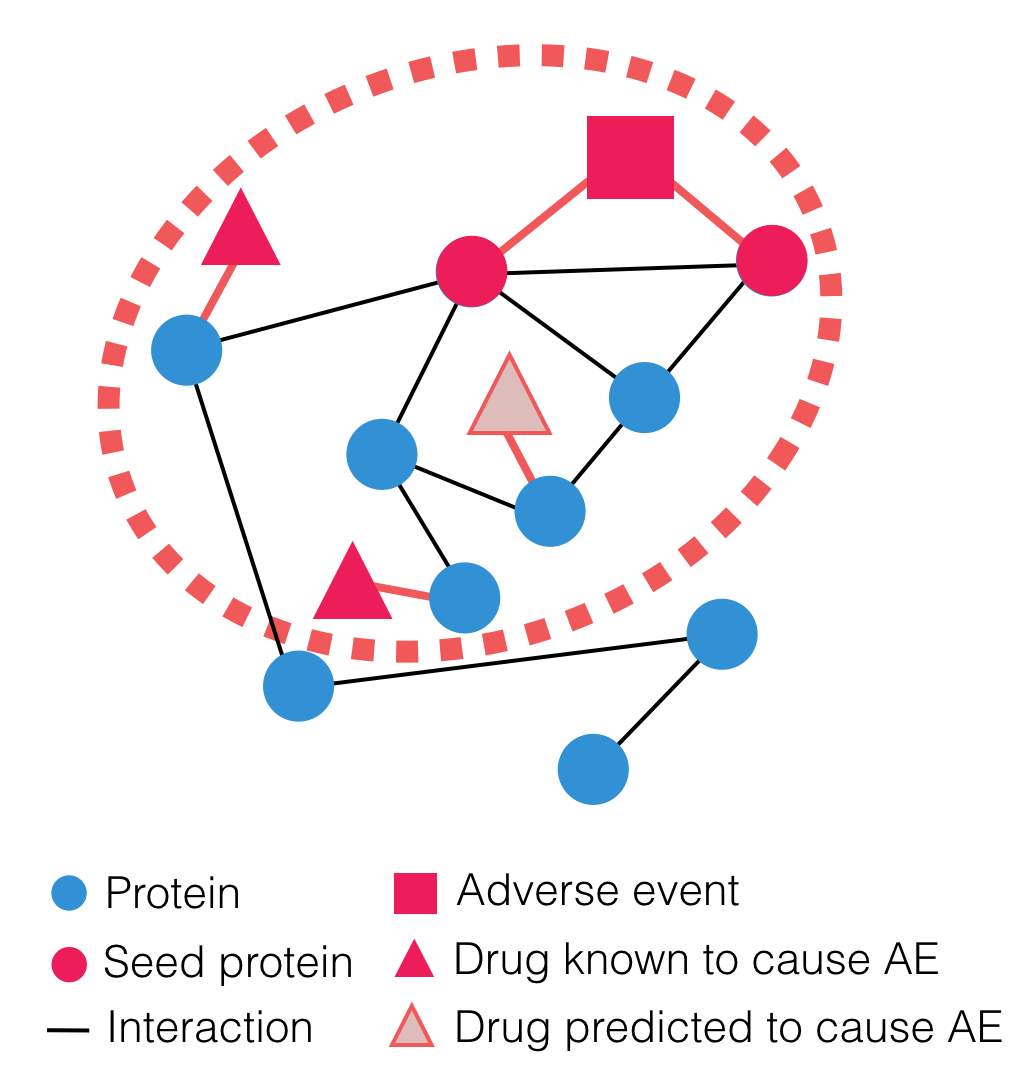 Protein
Adverse event
Seed protein
Drug known to cause AE
Interaction
Drug predicted to cause AE